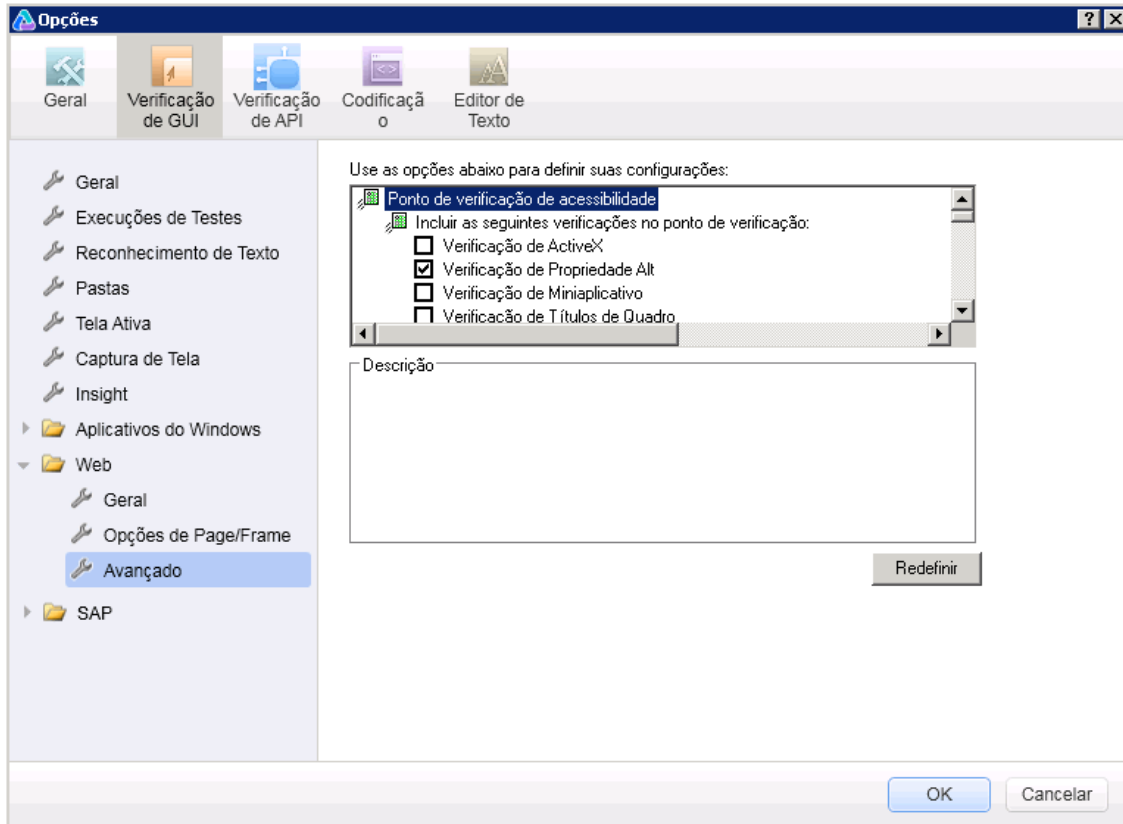 Opções
Geral
Verificação
de GUI
Verificação
de API
Codificaçã
o
Editor de
Texto
Geral
Execuções de Testes
Reconhecimento de Texto
Pastas
Tela Ativa
Captura de Tela
Insight
Aplicativos do Windows
Web
Geral
Opções de Page/Frame
Avançado
SAP
Use as opções abaixo para definir suas configurações:
Ponto de verificação de acessibilidade
Incluir as seguintes verificações no ponto de verificação:
Verificação de ActiveX
Verificação de Propriedade Alt
Verificação de Miniaplicativo
Verificação de Títulos de Quadro
Descrição
Redefinir
OK
Cancelar